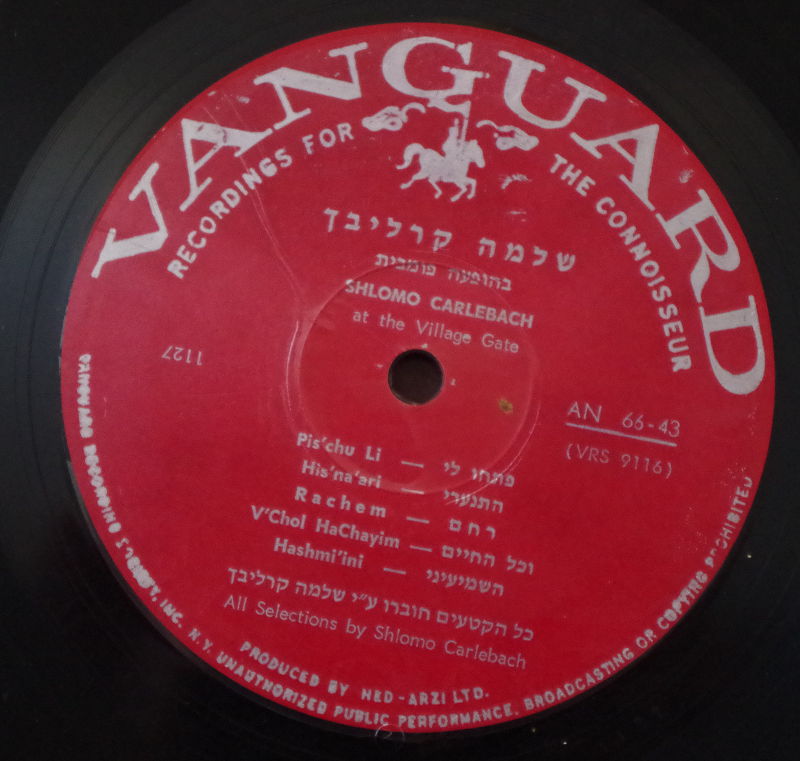 VANGUARD
RECORDINGS FOR THE CONNOISSEUR
שלמה קרליבך
בהופעה פומבית
SHLOMO CARLEBACH
at the Village Gate
1127
AN 66-43
(VRS 9116)
Pis'chu Li — פתחו לי
His'na'ari — התנערי
Rachem — רחם
V'Chol HaChayim — וכל החיים
Hashmi'ini — השמיעיני
כל הקטעים חוברו ע"י שלמה קרליבך
All Selections by Shlomo Carlebach
PRODUCED BY HED-ARZI LTD.
VANGUARD RECORDING SOCIETY, INC. N.Y. UNAUTHORIZED PUBLIC PERFORMANCE, BROADCASTING OR COPYING PROHIBITED